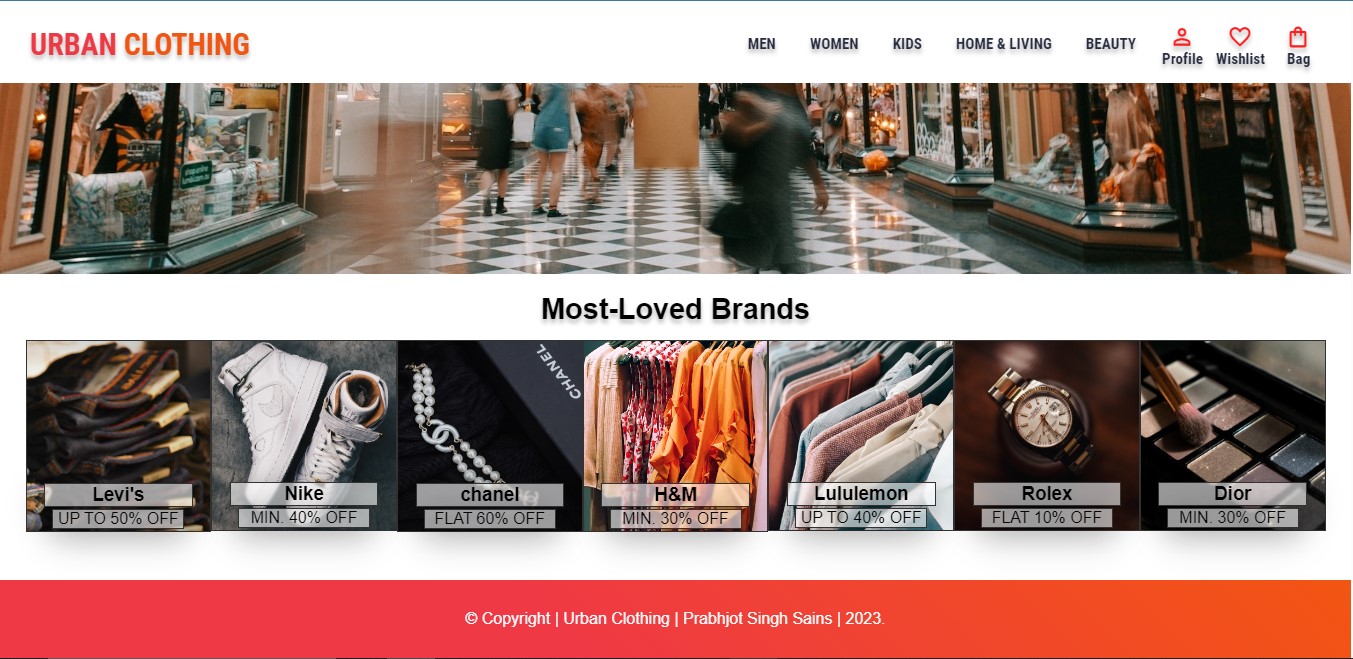 URBAN CLOTHING
MEN
WOMEN
KIDS
HOME & LIVING
BEAUTY
Profile
Wishlist
Bag
Most-Loved Brands
CHANEL
Levi's
UP TO 50% OFF
Nike
MIN. 40% OFF
chanel
FLAT 60% OFF
H&M
MIN. 30% OFF
Lululemon
UP TO 40% OFF
Rolex
FLAT 10% OFF
Dior
MIN. 30% OFF
© Copyright | Urban Clothing | Prabhjot Singh Sains | 2023.